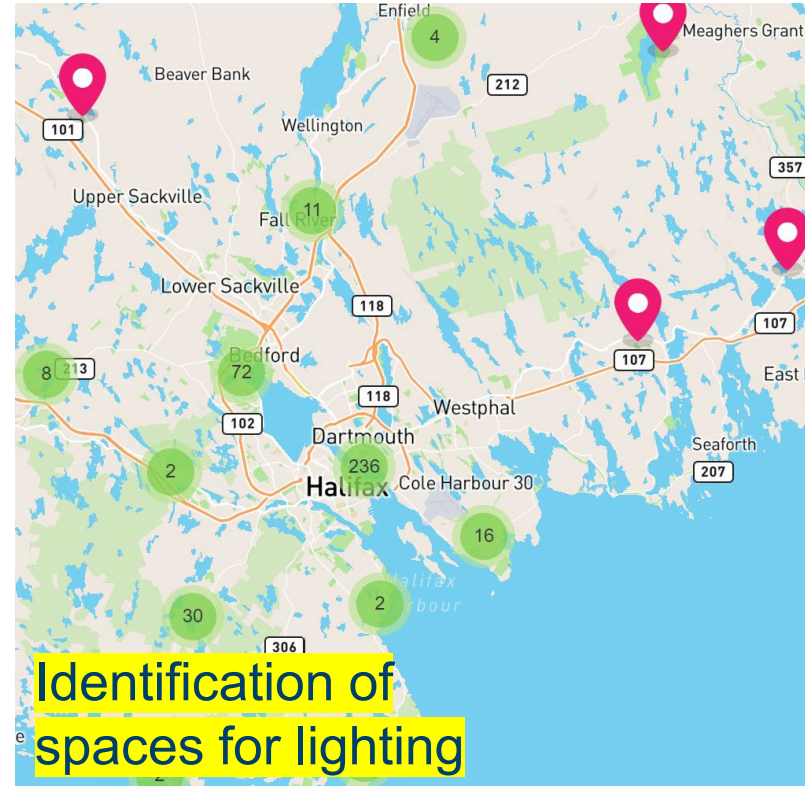 Enfield
4
Meaghers Grant
Beaver Bank
212
101
Wellington
357
Upper Sackville
11
Fall River
Lower Sackville
118
107
Bedford
8
213
72
107
East
118
Westphal
102
Dartmouth
Seaforth
236
2
207
Halifax
Cole Harbour 30
16
Halifax
2
30
306
Identification of
e
spaces for lighting
2